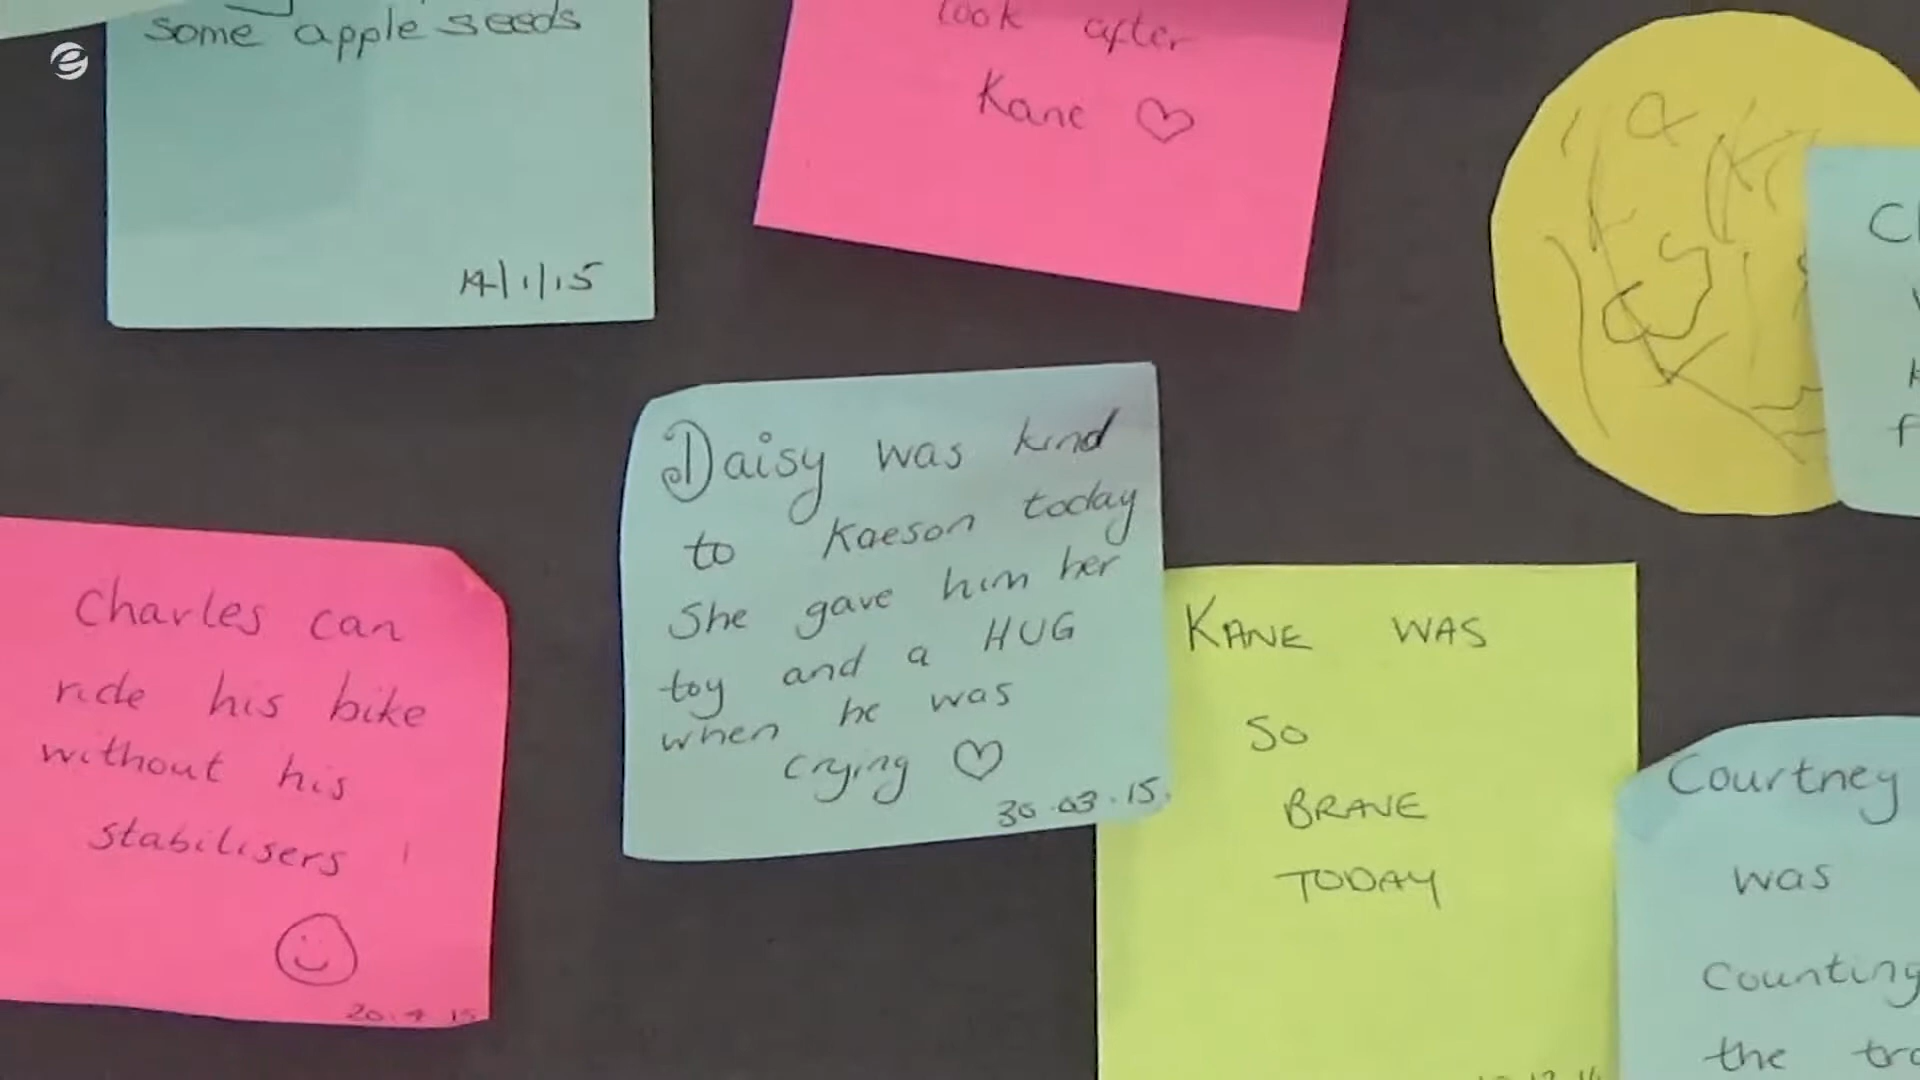 some apple seeds
14/1/15
look after
Kane ♡
Charles can
ride his bike
without his
stabilisers !
20.4.15
Daisy was kind
to Kaeson today
She gave him her
toy and a HUG
when he was
crying ♡
30.03.15.
KANE WAS
SO
BRAVE
TODAY
Courtney
was
counting
the